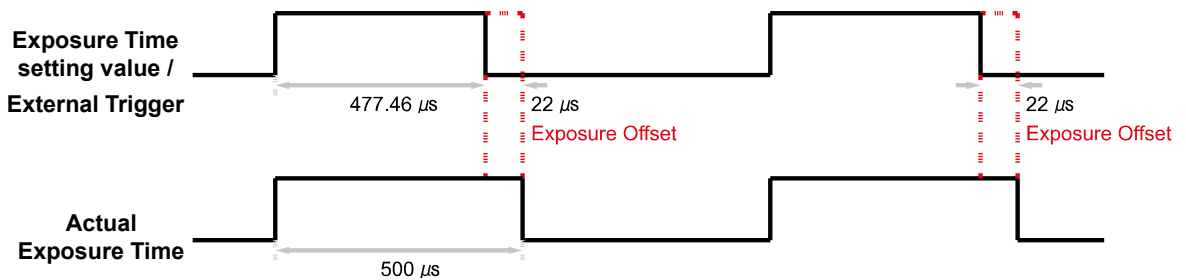 Exposure Time
setting value /
External Trigger
477.46 µs
22 µs
Exposure Offset
22 µs
Exposure Offset
Actual
Exposure Time
500 µs